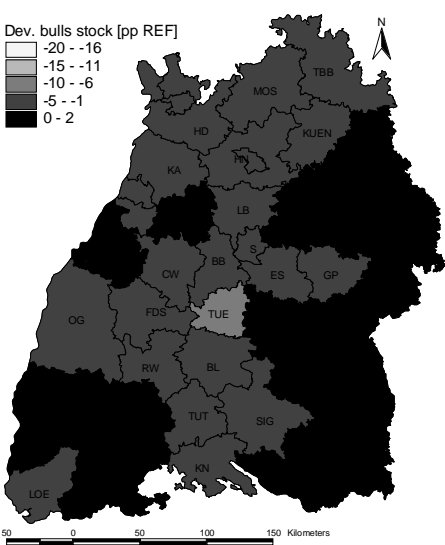 Dev. bulls stock [pp REF]
-20 - -16
-15 - -11
-10 - -6
-5 - -1
0 - 2
N
TBB
MOS
HD
KUEN
HN
KA
LB
S
BB
CW
ES
GP
OG
FDS
TUE
RW
BL
TUT
SIG
KN
LOE
50 0 50 100 150 Kilometers